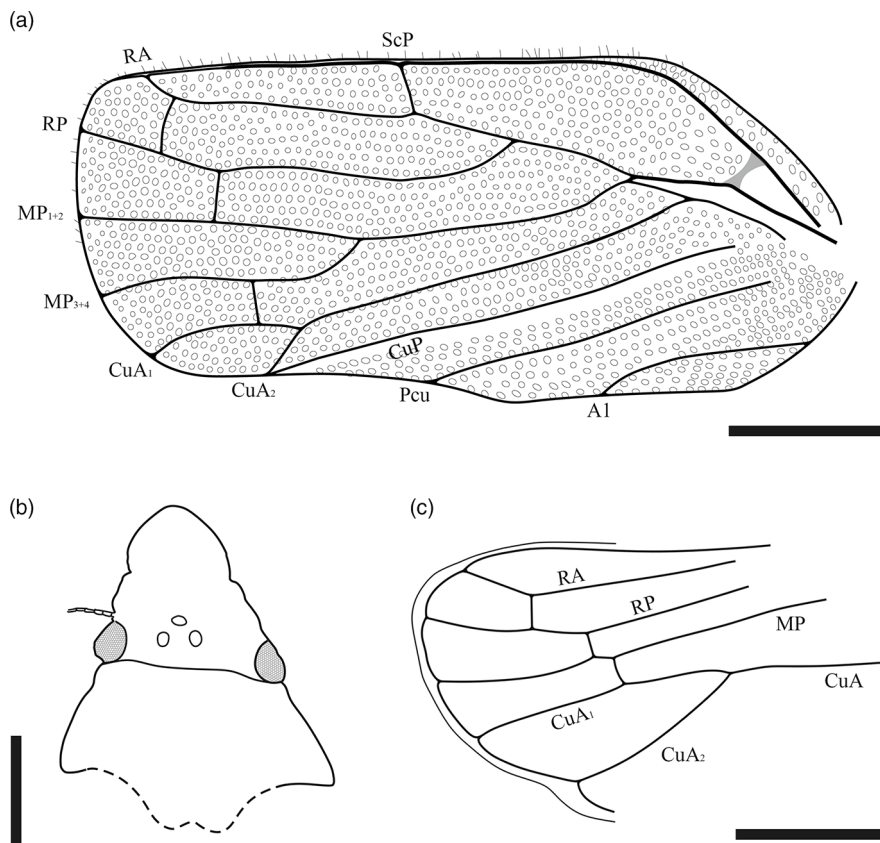 (a)
RA
ScP
RP
MP1+2
MP3+4
CuA1
CuA2
CuP
Pcu
A1
(b)
(c)
RA
RP
MP
CuA
CuA1
CuA2